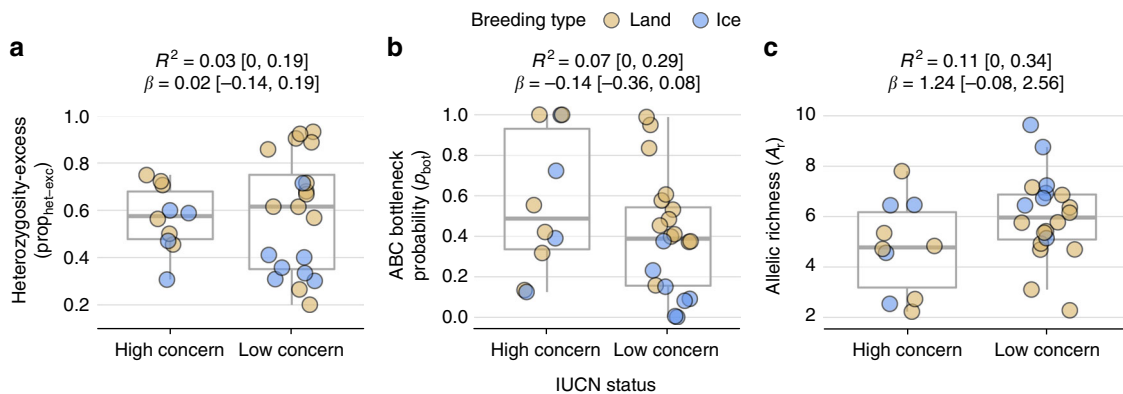 Breeding type Land Ice
a
R² = 0.03 [0, 0.19]
β = 0.02 [–0.14, 0.19]
Heterozygosity-excess
(prop_het–exc)
1.0
0.8
0.6
0.4
0.2
High concern Low concern
b
R² = 0.07 [0, 0.29]
β = –0.14 [–0.36, 0.08]
ABC bottleneck
probability (p_bot)
1.0
0.8
0.6
0.4
0.2
0.0
High concern Low concern
c
R² = 0.11 [0, 0.34]
β = 1.24 [–0.08, 2.56]
Allelic richness (A_r)
10
8
6
4
2
High concern Low concern
IUCN status